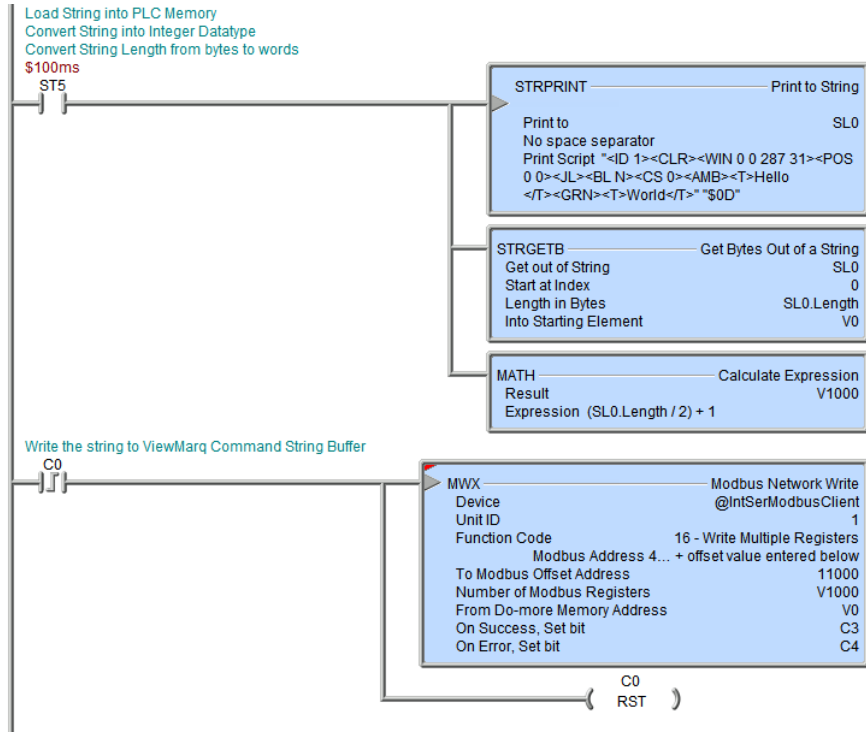 Load String into PLC Memory
Convert String into Integer Datatype
Convert String Length from bytes to words
$100ms
ST5
STRPRINT Print to String
Print to SL0
No space separator
Print Script "<ID 1><CLR><WIN 0 0 287 31><POS
0 0><JL><BL N><CS 0><AMB><T>Hello
</T><GRN><T>World</T>" "$0D"
STRGETB Get Bytes Out of a String
Get out of String SL0
Start at Index 0
Length in Bytes SL0.Length
Into Starting Element V0
MATH Calculate Expression
Result V1000
Expression (SL0.Length / 2) + 1
Write the string to ViewMarq Command String Buffer
C0
MWX Modbus Network Write
Device @IntSerModbusClient
Unit ID 1
Function Code 16 - Write Multiple Registers
Modbus Address 4... + offset value entered below
To Modbus Offset Address 11000
Number of Modbus Registers V1000
From Do-more Memory Address V0
On Success, Set bit C3
On Error, Set bit C4
C0
RST